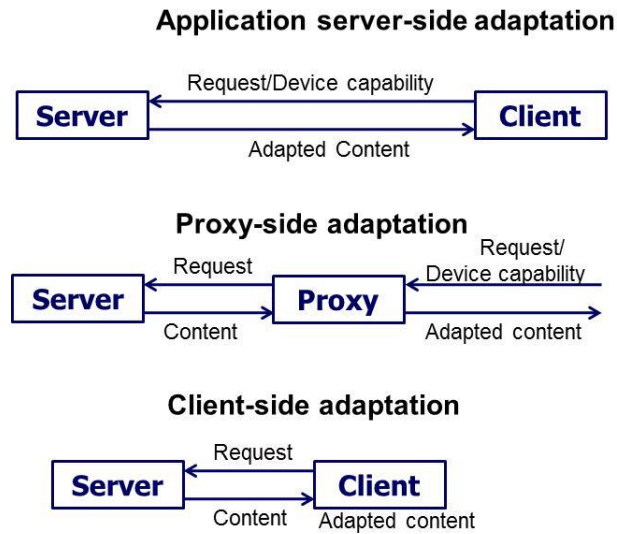 Application server-side adaptation
Request/Device capability
Server
Client
Adapted Content
Proxy-side adaptation
Request/
Request
Device capability
Server
Proxy
Content
Adapted content
Client-side adaptation
Request
Server
Client
Content
Adapted content